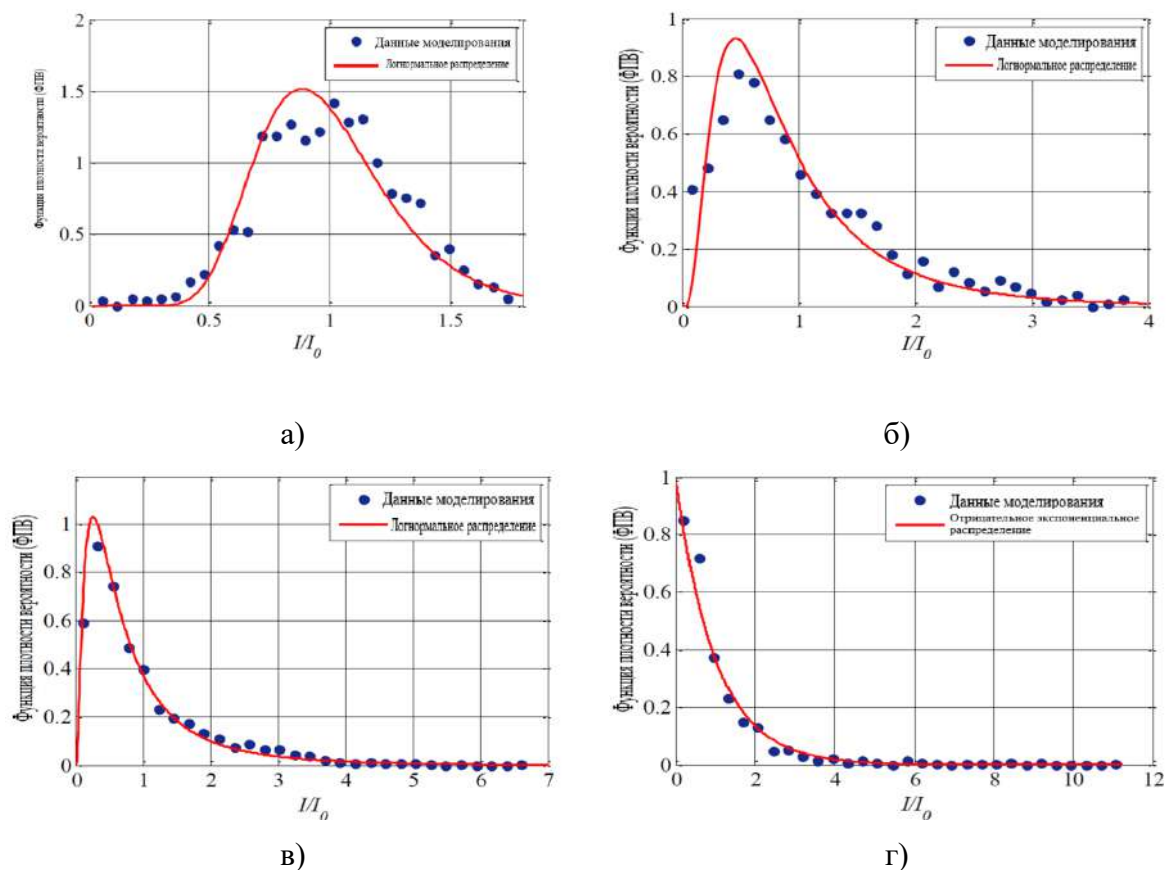 2
Данные моделирования
Логнормальное распределение
1.5
1
0.5
0
Функция плотности вероятности (ФПВ)
0 0.5 1 1.5
I/I₀
а)
1
Данные моделирования
Логнормальное распределение
0.8
0.6
0.4
0.2
0
Функция плотности вероятности (ФПВ)
0 1 2 3 4
I/I₀
б)
Данные моделирования
Логнормальное распределение
1
0.8
0.6
0.4
0.2
0
Функция плотности вероятности (ФПВ)
0 1 2 3 4 5 6 7
I/I₀
в)
1
Данные моделирования
Отрицательное экспоненциальное
распределение
0.8
0.6
0.4
0.2
0
Функция плотности вероятности (ФПВ)
0 2 4 6 8 10 12
I/I₀
г)